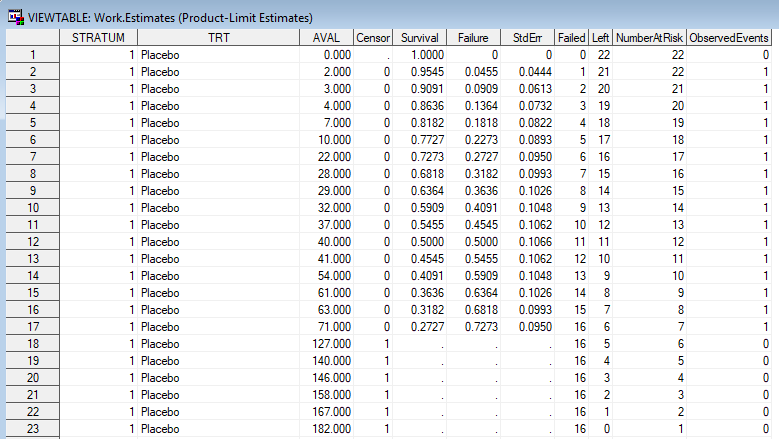 VIEWTABLE: Work.Estimates (Product-Limit Estimates)
STRATUM TRT AVAL Censor Survival Failure StdErr Failed Left NumberAtRisk ObservedEvents
1 1 Placebo 0.000 . 1.0000 0 0 0 22 22 0
2 1 Placebo 2.000 0 0.9545 0.0455 0.0444 1 21 22 1
3 1 Placebo 3.000 0 0.9091 0.0909 0.0613 2 20 21 1
4 1 Placebo 4.000 0 0.8636 0.1364 0.0732 3 19 20 1
5 1 Placebo 7.000 0 0.8182 0.1818 0.0822 4 18 19 1
6 1 Placebo 10.000 0 0.7727 0.2273 0.0893 5 17 18 1
7 1 Placebo 22.000 0 0.7273 0.2727 0.0950 6 16 17 1
8 1 Placebo 28.000 0 0.6818 0.3182 0.0993 7 15 16 1
9 1 Placebo 29.000 0 0.6364 0.3636 0.1026 8 14 15 1
10 1 Placebo 32.000 0 0.5909 0.4091 0.1048 9 13 14 1
11 1 Placebo 37.000 0 0.5455 0.4545 0.1062 10 12 13 1
12 1 Placebo 40.000 0 0.5000 0.5000 0.1066 11 11 12 1
13 1 Placebo 41.000 0 0.4545 0.5455 0.1062 12 10 11 1
14 1 Placebo 54.000 0 0.4091 0.5909 0.1048 13 9 10 1
15 1 Placebo 61.000 0 0.3636 0.6364 0.1026 14 8 9 1
16 1 Placebo 63.000 0 0.3182 0.6818 0.0993 15 7 8 1
17 1 Placebo 71.000 0 0.2727 0.7273 0.0950 16 6 7 1
18 1 Placebo 127.000 1 . . . 16 5 6 0
19 1 Placebo 140.000 1 . . . 16 4 5 0
20 1 Placebo 146.000 1 . . . 16 3 4 0
21 1 Placebo 158.000 1 . . . 16 2 3 0
22 1 Placebo 167.000 1 . . . 16 1 2 0
23 1 Placebo 182.000 1 . . . 16 0 1 0